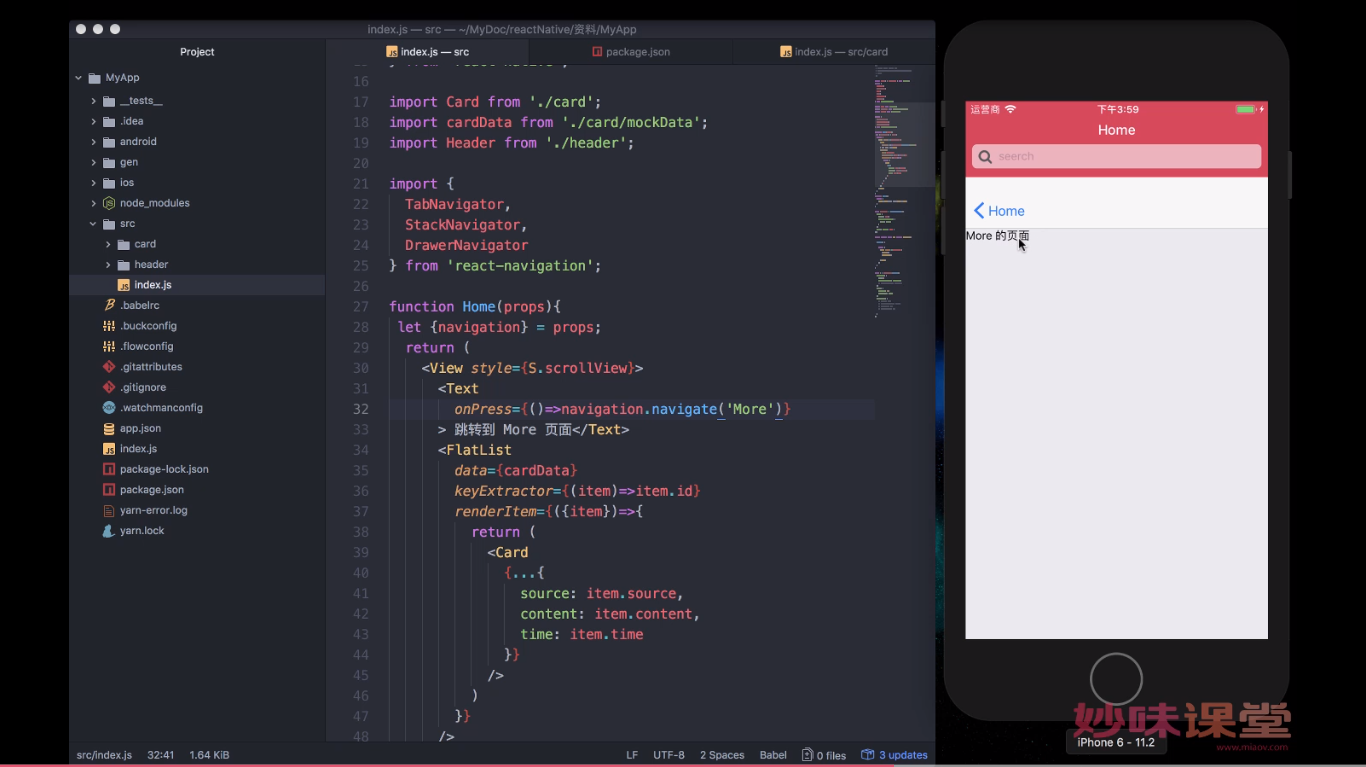 index.js — src — ~/MyDoc/reactNative/资料/MyApp
Project
index.js — src
package.json
index.js — src/card
MyApp
__tests__
.idea
android
gen
ios
node_modules
src
card
header
index.js
.babelrc
.buckconfig
.flowconfig
.gitattributes
.gitignore
.watchmanconfig
app.json
index.js
package-lock.json
package.json
yarn-error.log
yarn.lock
15 } from 'react-native';
16
17 import Card from './card';
18 import cardData from './card/mockData';
19 import Header from './header';
20
21 import {
22 TabNavigator,
23 StackNavigator,
24 DrawerNavigator
25 } from 'react-navigation';
26
27 function Home(props){
28 let {navigation} = props;
29 return (
30 <View style={S.scrollView}>
31 <Text
32 onPress={()=>navigation.navigate('More')}
33 > 跳转到 More 页面</Text>
34 <FlatList
35 data={cardData}
36 keyExtractor={(item)=>item.id}
37 renderItem={({item})=>{
38 return (
39 <Card
40 {...{
41 source: item.source,
42 content: item.content,
43 time: item.time
44 }}
45 />
46 )
47 }}
48 />
src/index.js 32:41 1.64 KiB
LF UTF-8 2 Spaces Babel 0 files 3 updates
运营商 下午3:59
Home
seerch
Home
More 的页面
妙味课堂
www.miaov.com
iPhone 6 - 11.2